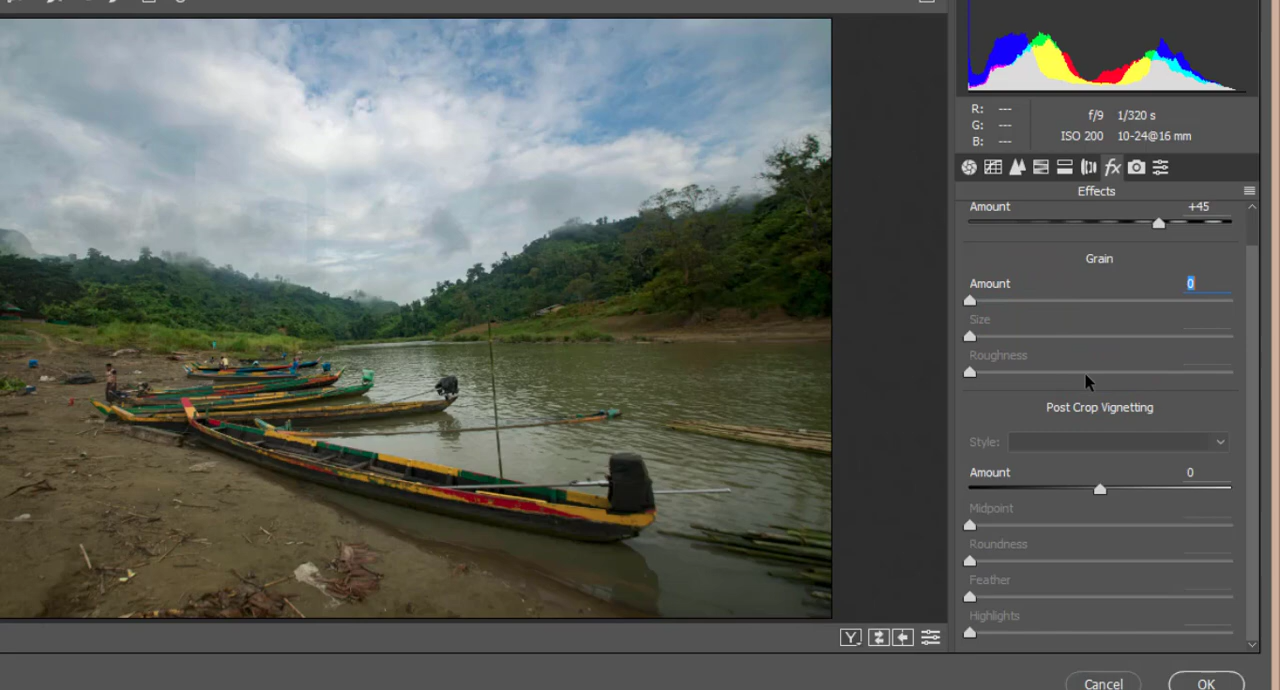 R: ---
G: ---
B: ---
f/9 1/320 s
ISO 200 10-24@16 mm
fx
Effects
Amount +45
Grain
Amount 0
Size
Roughness
Post Crop Vignetting
Style:
Amount 0
Midpoint
Roundness
Feather
Highlights
Y
Cancel OK